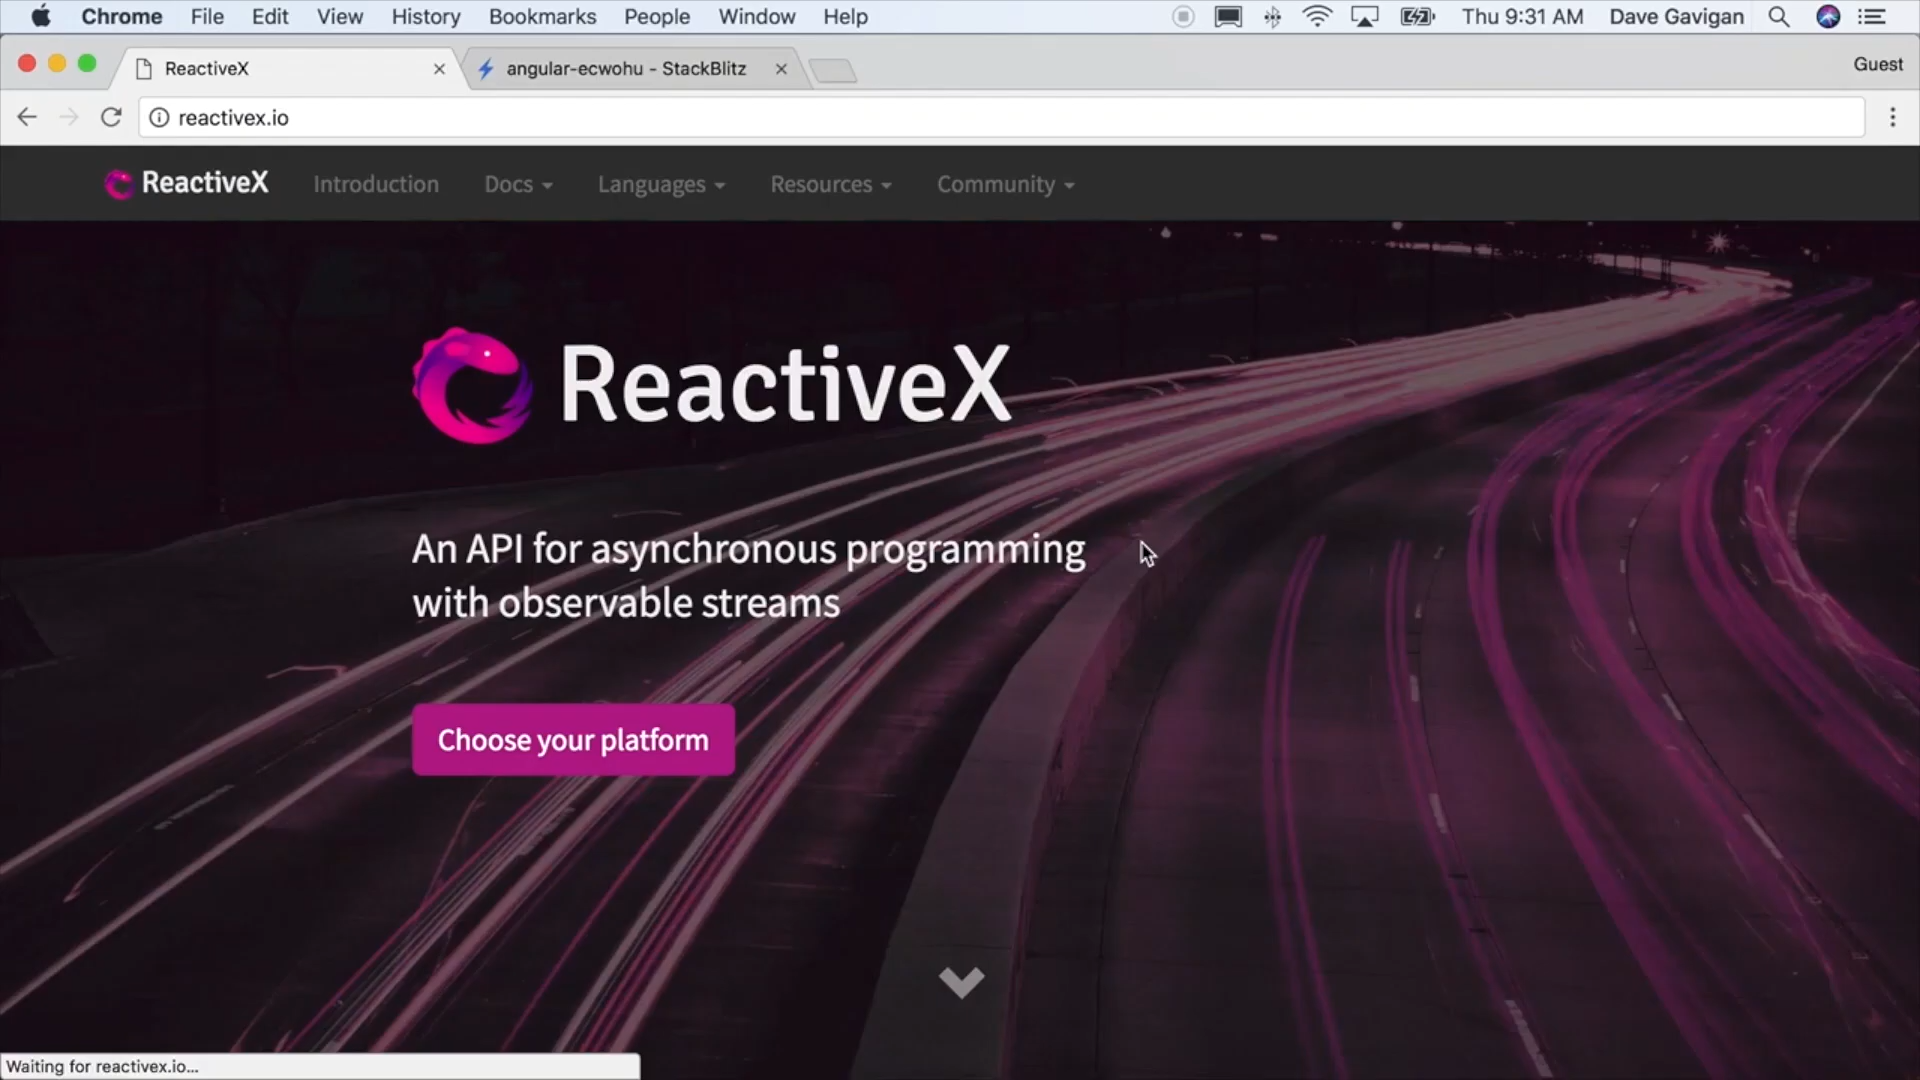 Chrome File Edit View History Bookmarks People Window Help Thu 9:31 AM Dave Gavigan
ReactiveX angular-ecwohu - StackBlitz Guest
reactivex.io
ReactiveX Introduction Docs Languages Resources Community
ReactiveX
An API for asynchronous programming
with observable streams
Choose your platform
Waiting for reactivex.io...